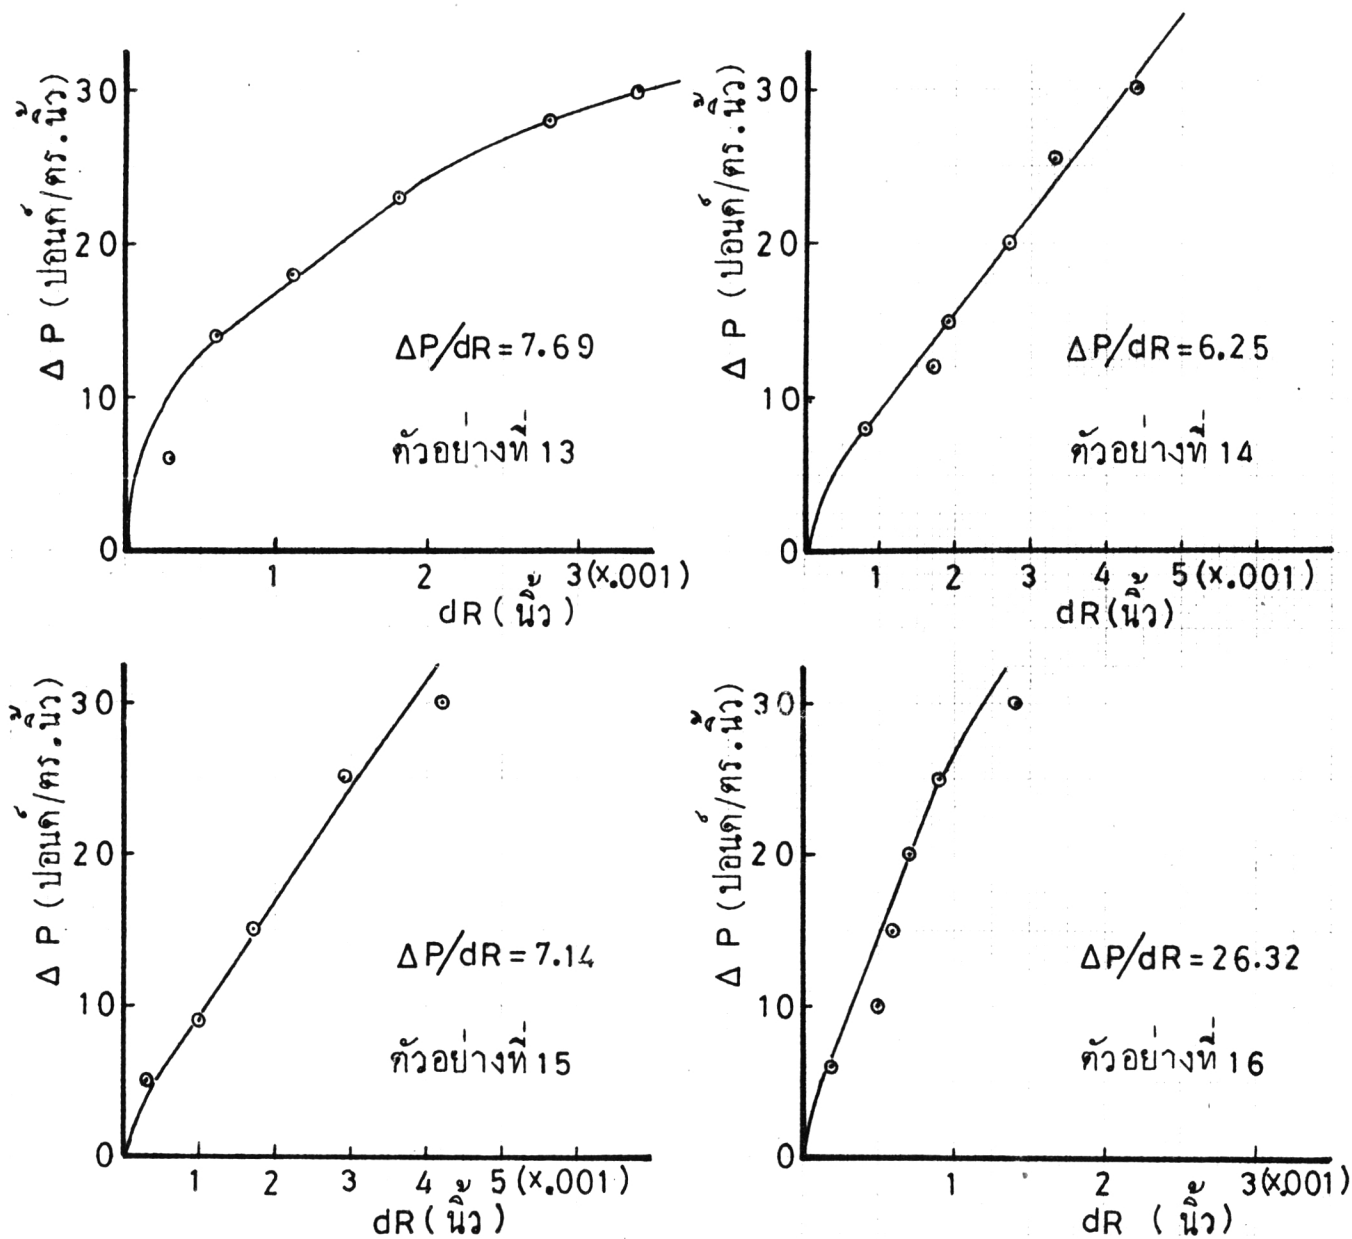 ΔP (ปอนด์/ตร.นิ้ว)
30
20
10
0
ΔP/dR = 7.69
ตัวอย่างที่ 13
1 2 3 (x.001)
dR (นิ้ว)
ΔP (ปอนด์/ตร.นิ้ว)
30
20
10
0
ΔP/dR = 6.25
ตัวอย่างที่ 14
1 2 3 4 5 (x.001)
dR (นิ้ว)
ΔP (ปอนด์/ตร.นิ้ว)
30
20
10
0
ΔP/dR = 7.14
ตัวอย่างที่ 15
1 2 3 4 5 (x.001)
dR (นิ้ว)
ΔP (ปอนด์/ตร.นิ้ว)
30
20
10
0
ΔP/dR = 26.32
ตัวอย่างที่ 16
1 2 3 (x.001)
dR (นิ้ว)